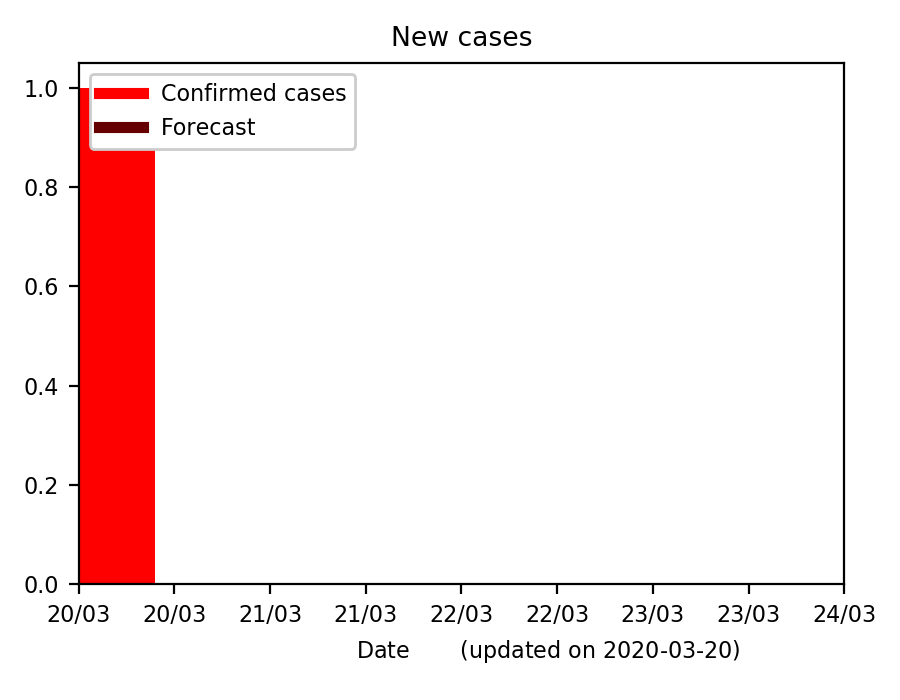 New cases
Confirmed cases
Forecast
1.0
0.8
0.6
0.4
0.2
0.0
20/03 20/03 21/03 21/03 22/03 22/03 23/03 23/03 24/03
Date (updated on 2020-03-20)